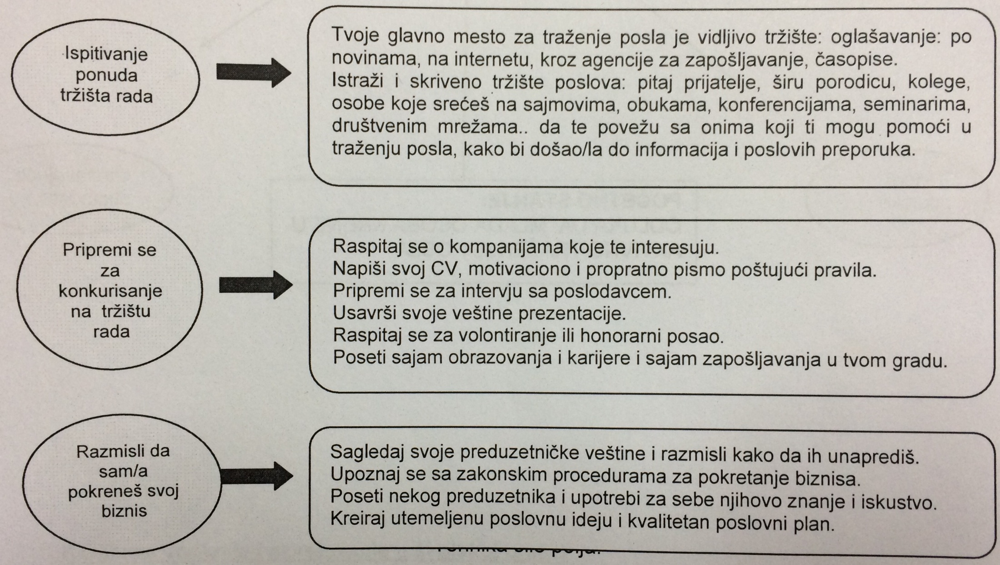 Ispitivanje
ponuda
tržišta rada
Tvoje glavno mesto za traženje posla je vidljivo tržište: oglašavanje: po
novinama, na internetu, kroz agencije za zapošljavanje, časopise.
Istraži i skriveno tržište poslova: pitaj prijatelje, širu porodicu, kolege,
osobe koje srećeš na sajmovima, obukama, konferencijama, seminarima,
društvenim mrežama.. da te povežu sa onima koji ti mogu pomoći u
traženju posla, kako bi došao/la do informacija i poslovih preporuka.
Pripremi se
za
konkurisanje
na tržištu
rada
Raspitaj se o kompanijama koje te interesuju.
Napiši svoj CV, motivaciono i propratno pismo poštujući pravila.
Pripremi se za intervju sa poslodavcem.
Usavrši svoje veštine prezentacije.
Raspitaj se za volontiranje ili honorarni posao.
Poseti sajam obrazovanja i karijere i sajam zapošljavanja u tvom gradu.
Razmisli da
sam/a
pokreneš svoj
biznis
Sagledaj svoje preduzetničke veštine i razmisli kako da ih unaprediš.
Upoznaj se sa zakonskim procedurama za pokretanje biznisa.
Poseti nekog preduzetnika i upotrebi za sebe njihovo znanje i iskustvo.
Kreiraj utemeljenu poslovnu ideju i kvalitetan poslovni plan.